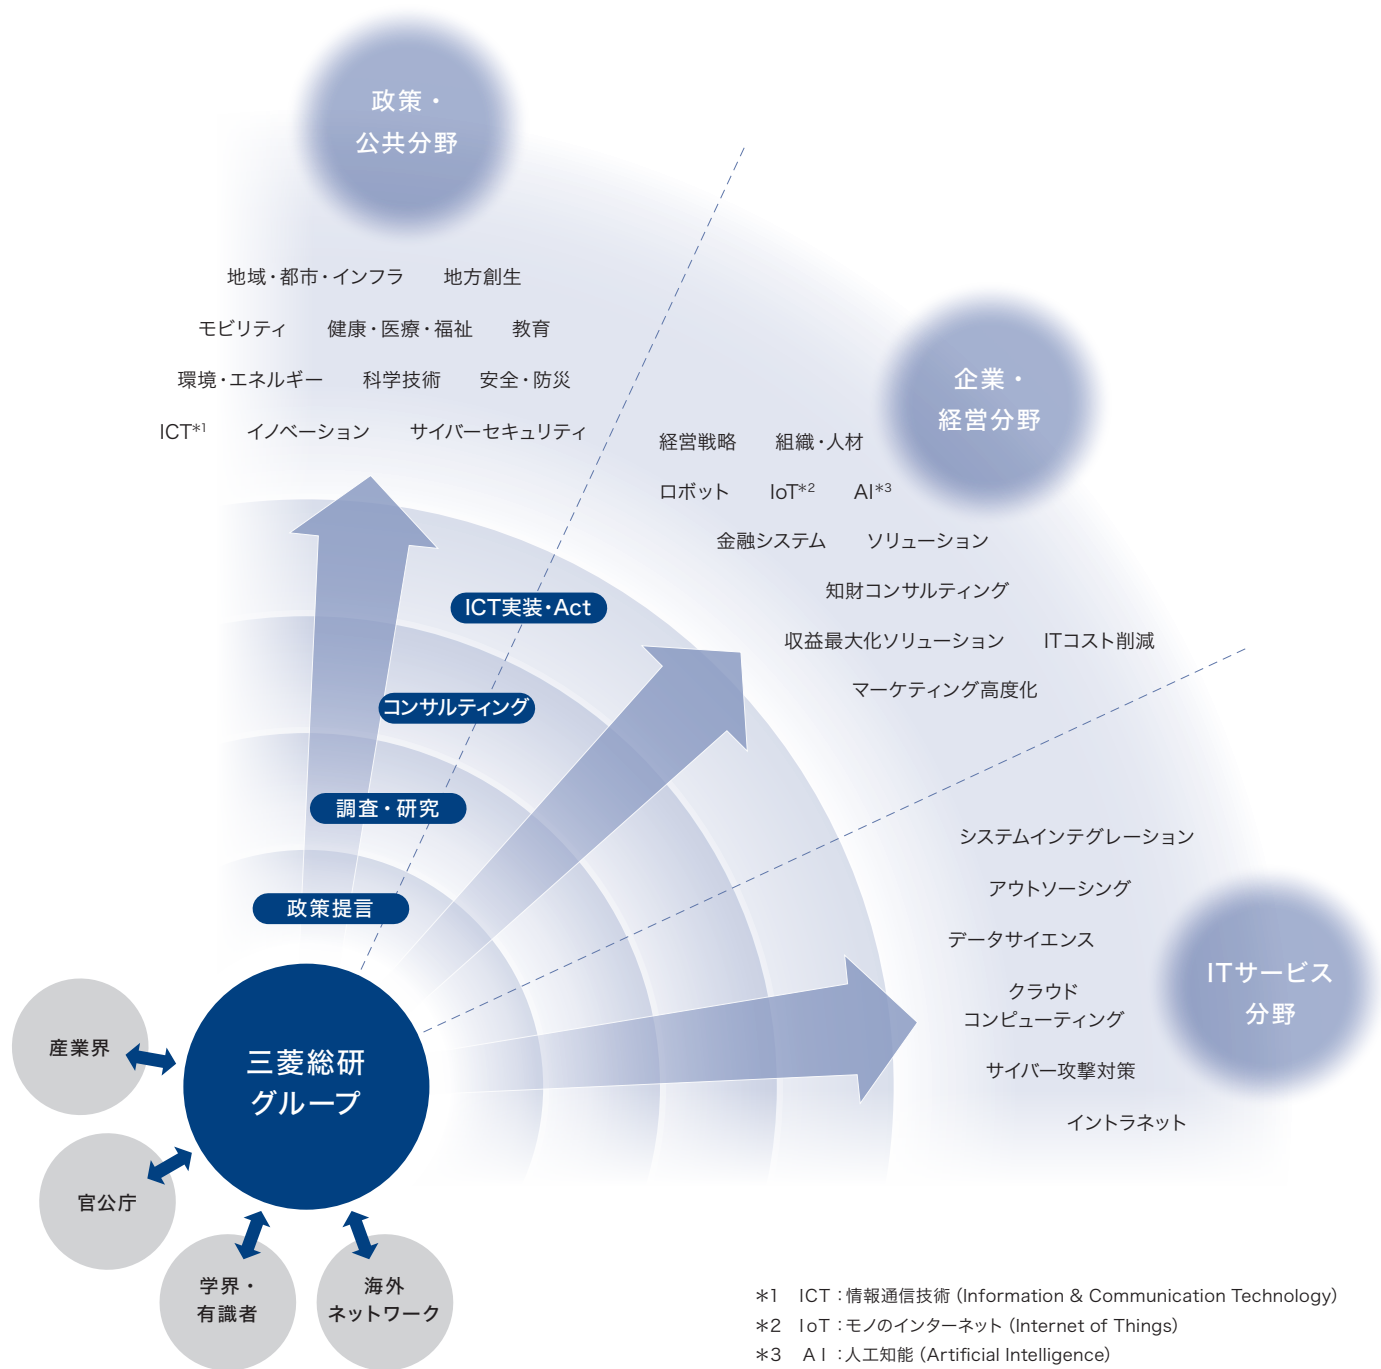 政策・
公共分野
地域・都市・インフラ　地方創生
モビリティ　健康・医療・福祉　教育
環境・エネルギー　科学技術　安全・防災
ICT*1　イノベーション　サイバーセキュリティ
企業・
経営分野
経営戦略　組織・人材
ロボット　IoT*2　AI*3
金融システム　ソリューション
知財コンサルティング
収益最大化ソリューション　ITコスト削減
マーケティング高度化
ICT実装・Act
コンサルティング
調査・研究
政策提言
システムインテグレーション
アウトソーシング
データサイエンス
クラウド
コンピューティング
サイバー攻撃対策
イントラネット
ITサービス
分野
三菱総研
グループ
産業界
官公庁
学界・
有識者
海外
ネットワーク
*1　ICT：情報通信技術（Information & Communication Technology）
*2　IoT：モノのインターネット（Internet of Things）
*3　AI：人工知能（Artificial Intelligence）